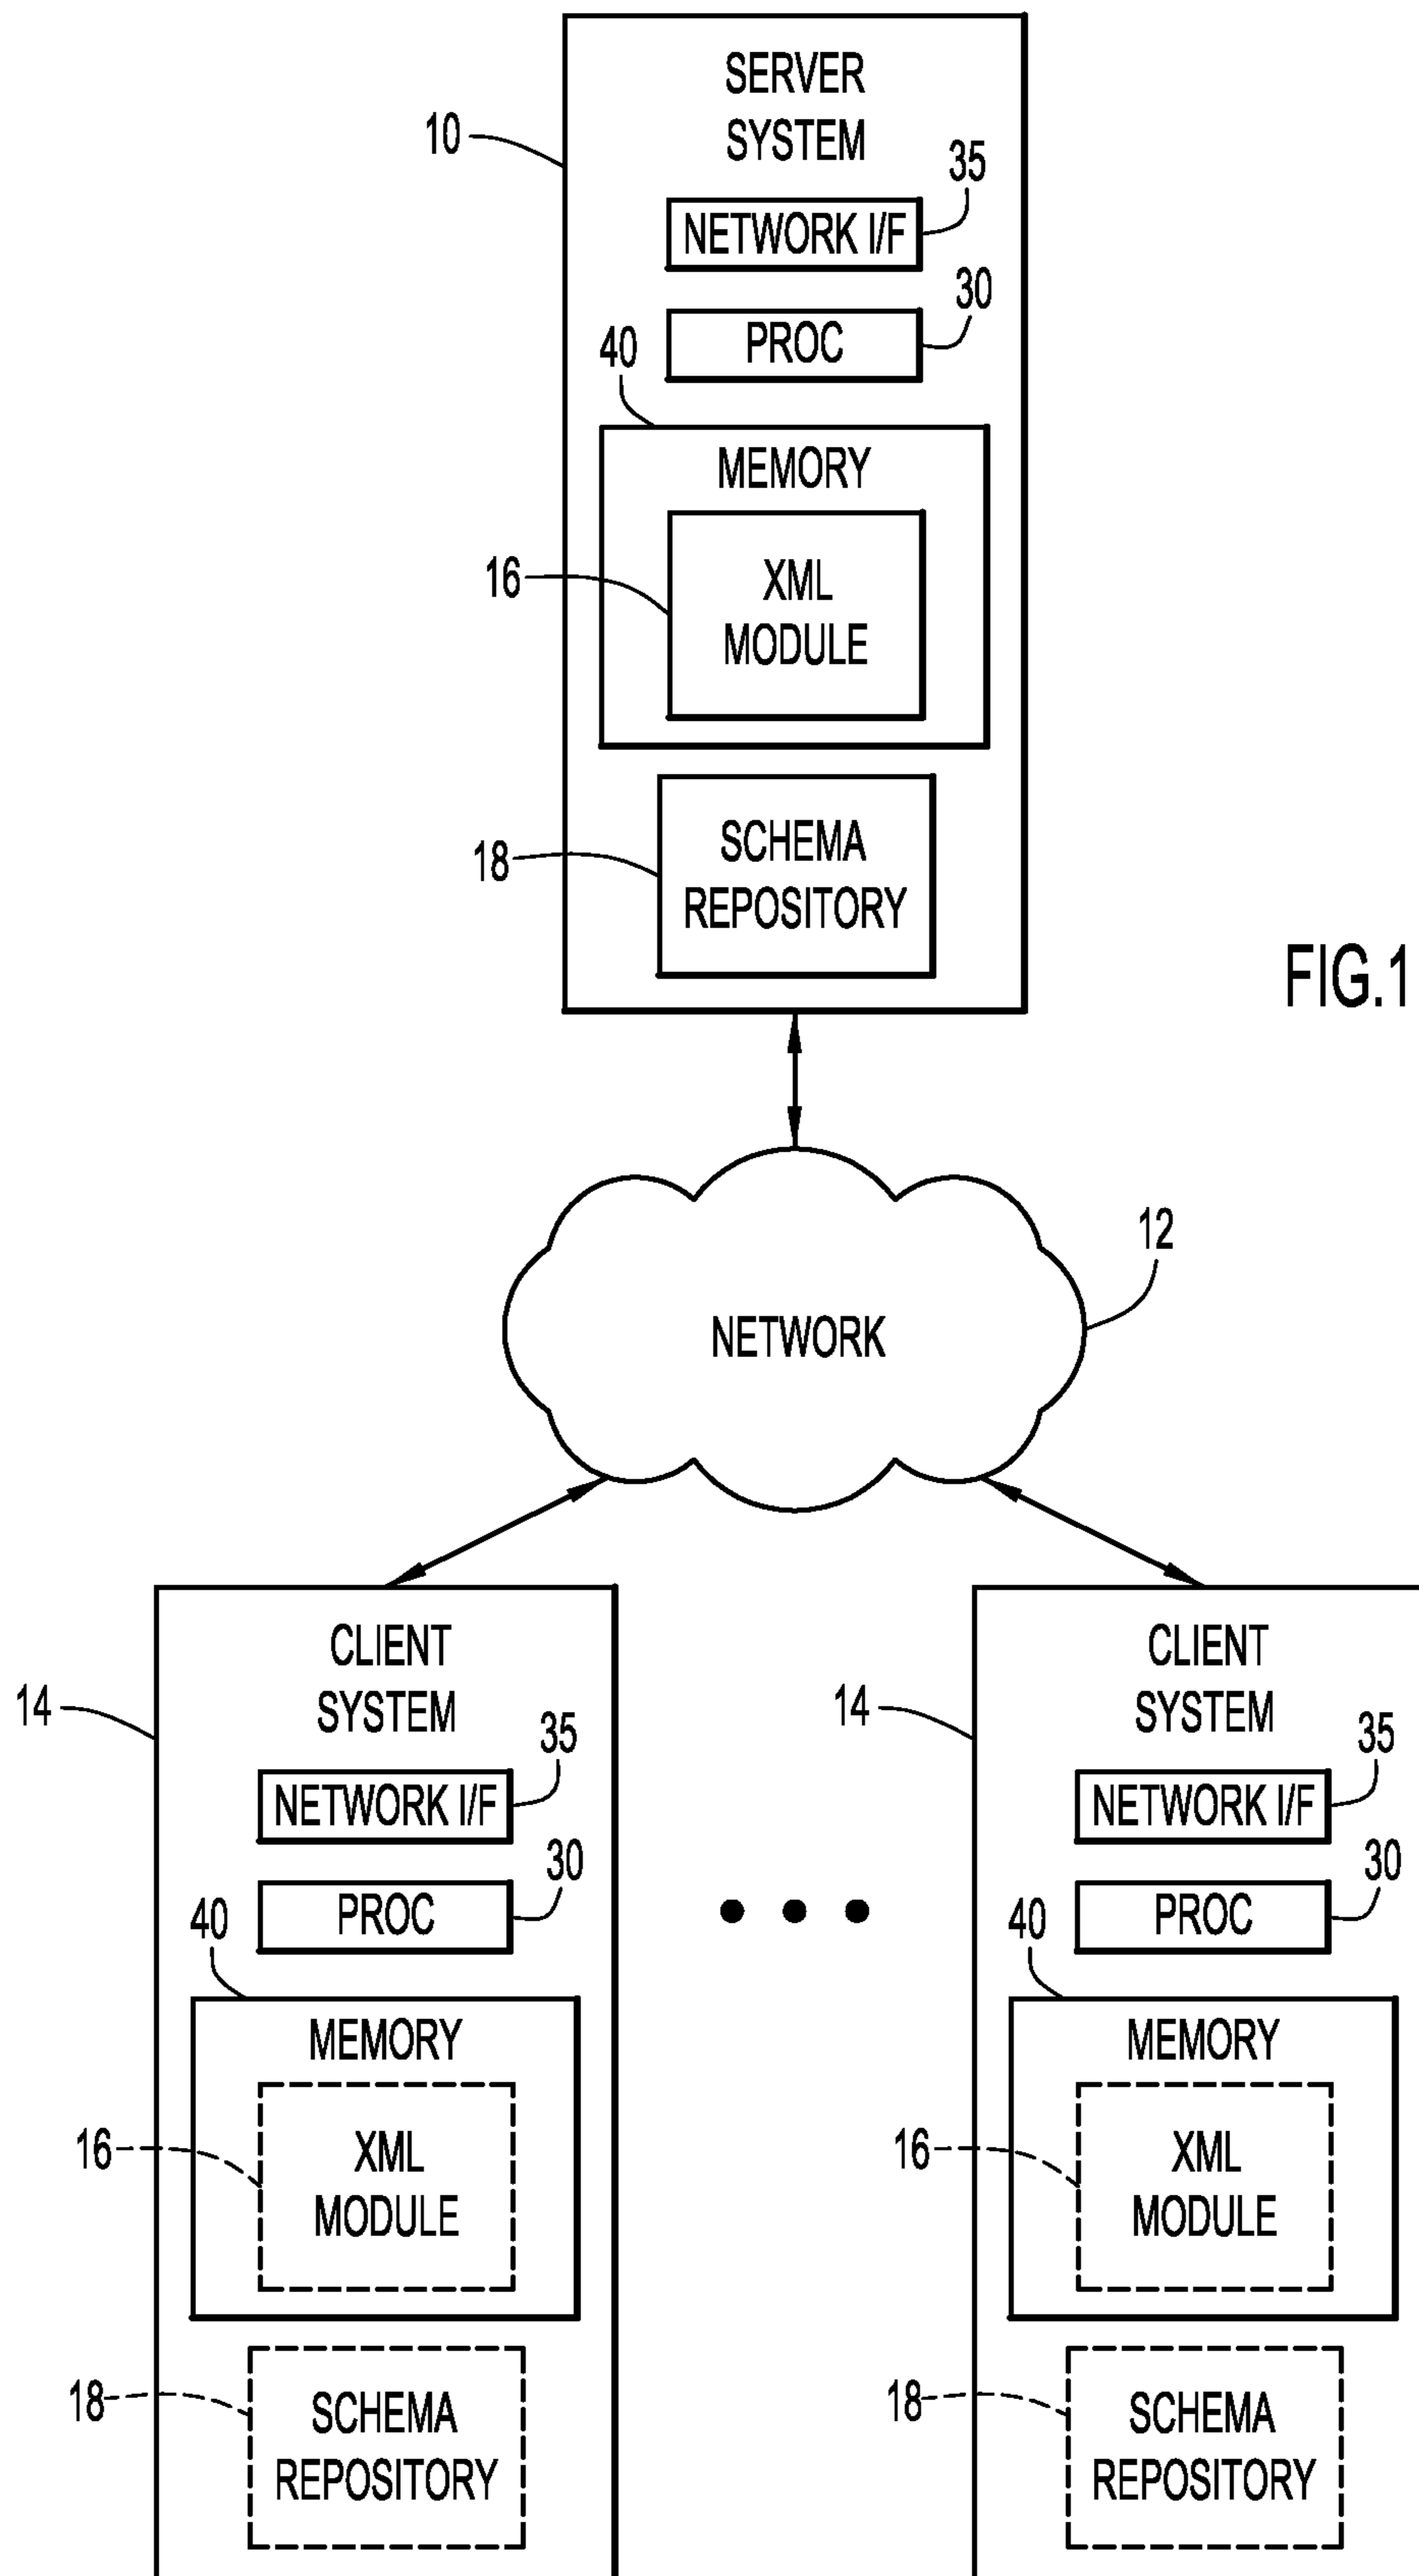 SERVER
SYSTEM
10
35
NETWORK I/F
30
PROC
40
MEMORY
16
XML
MODULE
18
SCHEMA
REPOSITORY
FIG.1
12
NETWORK
CLIENT
SYSTEM
14
35
NETWORK I/F
30
PROC
40
MEMORY
16
XML
MODULE
18
SCHEMA
REPOSITORY
CLIENT
SYSTEM
14
35
NETWORK I/F
30
PROC
40
MEMORY
16
XML
MODULE
18
SCHEMA
REPOSITORY